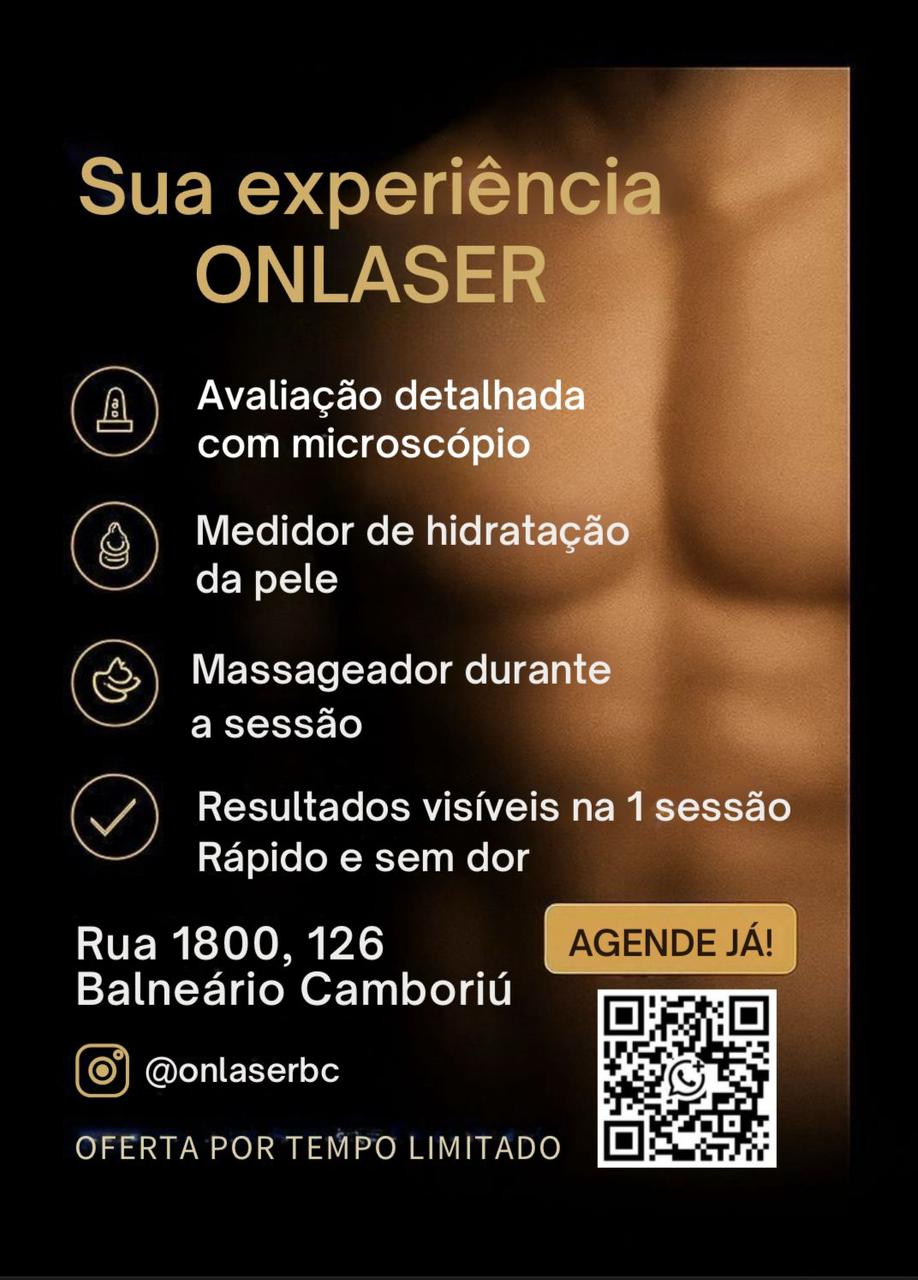 Sua experiência
ONLASER
Avaliação detalhada
com microscópio
Medidor de hidratação
da pele
Massageador durante
a sessão
Resultados visíveis na 1 sessão
Rápido e sem dor
Rua 1800, 126
Balneário Camboriú
AGENDE JÁ!
@onlaserbc
OFERTA POR TEMPO LIMITADO